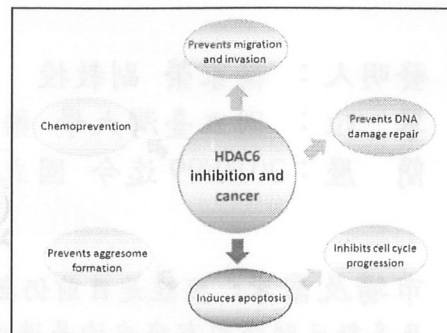 Prevents migration
and invasion
Chemoprevention
Prevents DNA
damage repair
HDAC6
inhibition and
cancer
Prevents aggresome
formation
Inhibits cell cycle
progression
Induces apoptosis